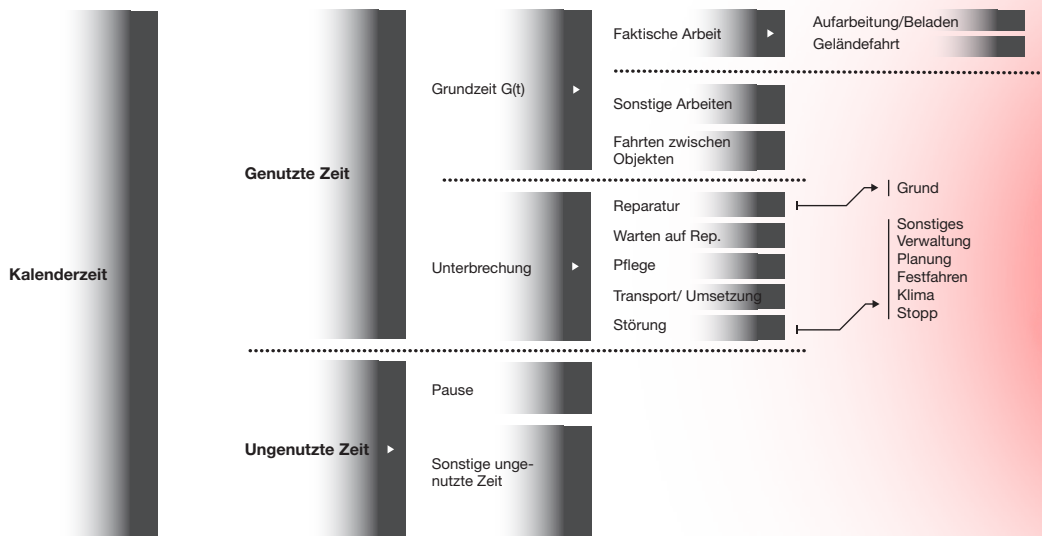 Kalenderzeit
Genutzte Zeit
Grundzeit G(t)
Faktische Arbeit
Aufarbeitung/Beladen
Geländefahrt
Sonstige Arbeiten
Fahrten zwischen
Objekten
Unterbrechung
Reparatur
Grund
Warten auf Rep.
Pflege
Transport/ Umsetzung
Störung
Sonstiges
Verwaltung
Planung
Festfahren
Klima
Stopp
Ungenutzte Zeit
Pause
Sonstige unge-
nutzte Zeit